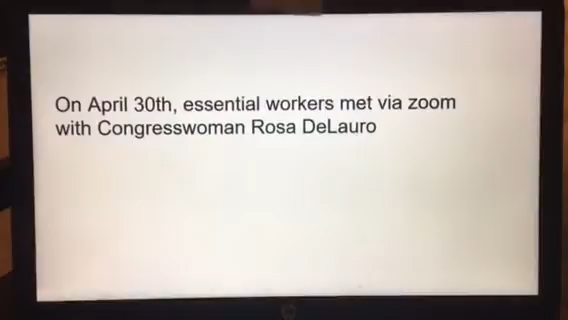 On April 30th, essential workers met via zoom
with Congresswoman Rosa DeLauro